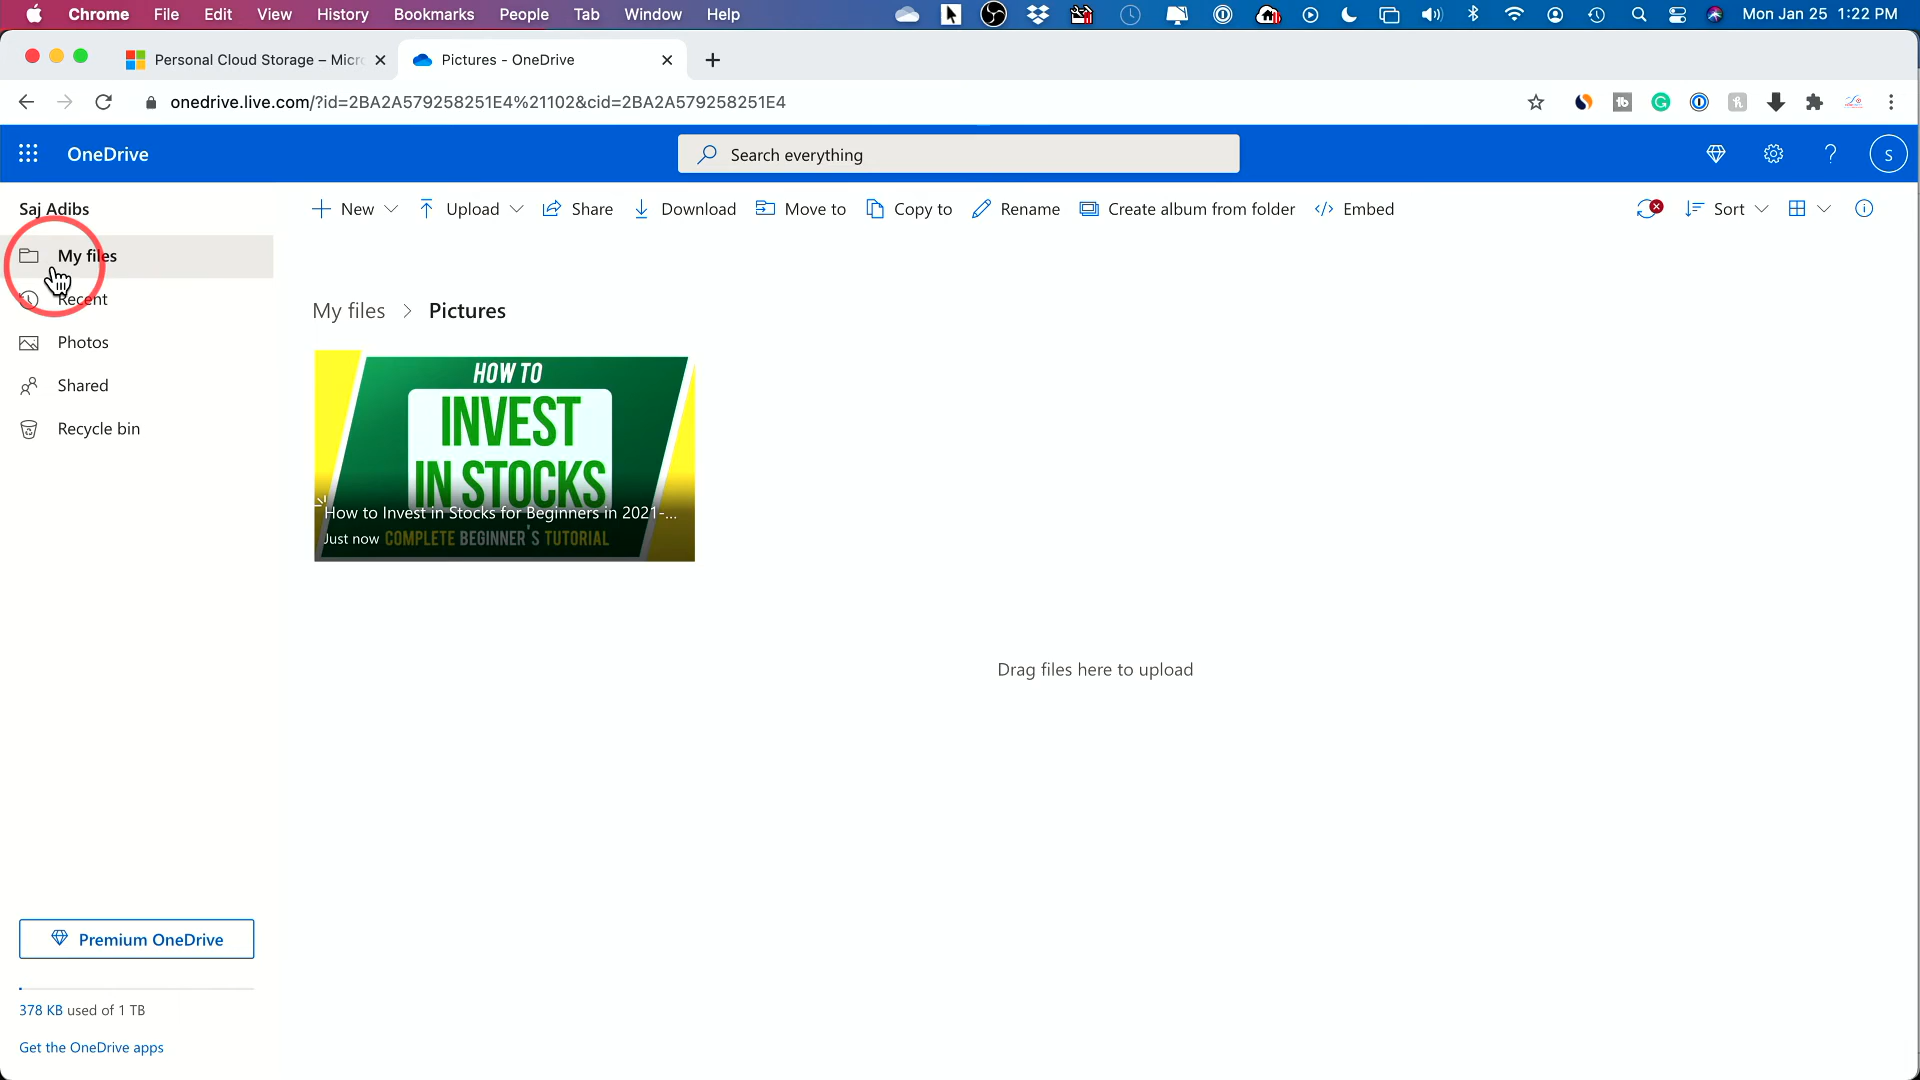 Chrome File Edit View History Bookmarks People Tab Window Help Mon Jan 25 1:22 PM
Personal Cloud Storage – Micr
Pictures - OneDrive
onedrive.live.com/?id=2BA2A579258251E4%21102&cid=2BA2A579258251E4
OneDrive
Search everything
S
Saj Adibs
New Upload Share Download Move to Copy to Rename Create album from folder Embed Sort
My files
Recent
Photos
Shared
Recycle bin
My files > Pictures
HOW TO
INVEST
IN STOCKS
How to Invest in Stocks for Beginners in 2021-...
Just now
COMPLETE BEGINNER'S TUTORIAL
Drag files here to upload
Premium OneDrive
378 KB used of 1 TB
Get the OneDrive apps